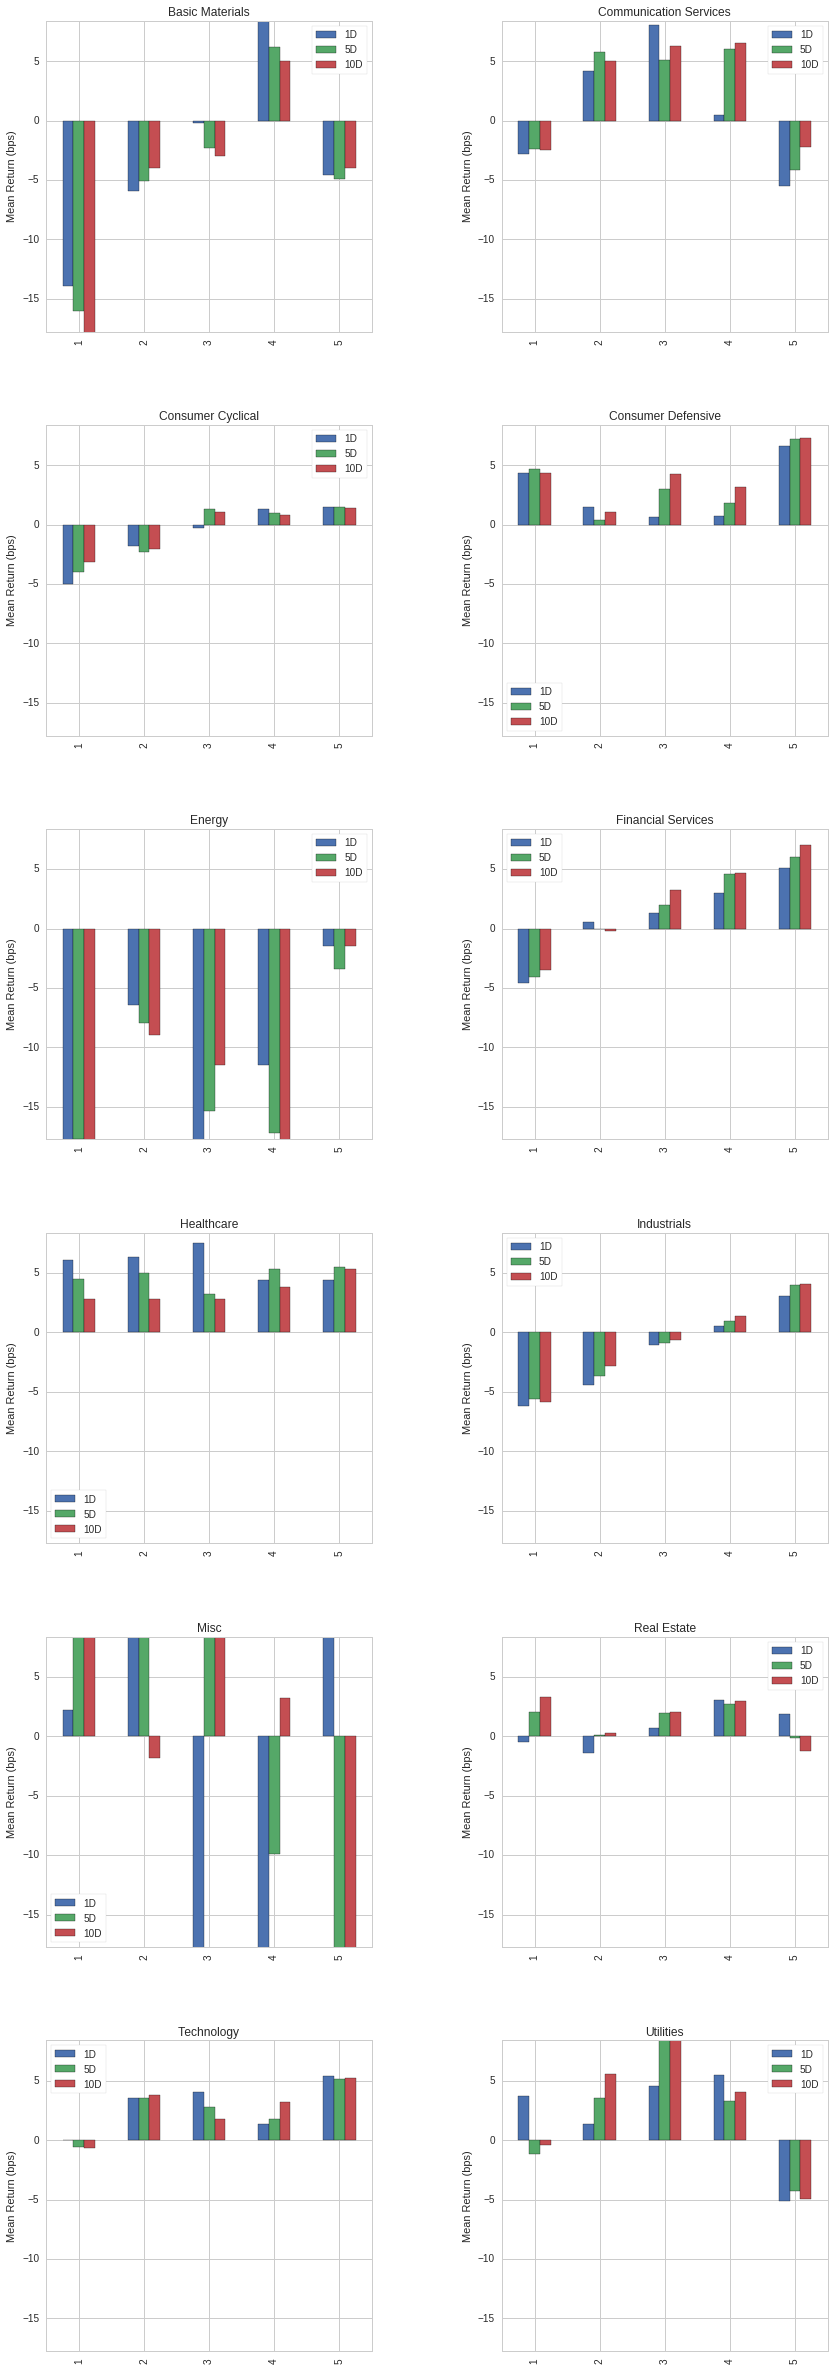 Basic Materials
Mean Return (bps)
5
0
−5
−10
−15
1D
5D
10D
1 2 3 4 5
Communication Services
Mean Return (bps)
5
0
−5
−10
−15
1D
5D
10D
1 2 3 4 5
Consumer Cyclical
Mean Return (bps)
5
0
−5
−10
−15
1D
5D
10D
1 2 3 4 5
Consumer Defensive
Mean Return (bps)
5
0
−5
−10
−15
1D
5D
10D
1 2 3 4 5
Energy
Mean Return (bps)
5
0
−5
−10
−15
1D
5D
10D
1 2 3 4 5
Financial Services
Mean Return (bps)
5
0
−5
−10
−15
1D
5D
10D
1 2 3 4 5
Healthcare
Mean Return (bps)
5
0
−5
−10
−15
1D
5D
10D
1 2 3 4 5
Industrials
Mean Return (bps)
5
0
−5
−10
−15
1D
5D
10D
1 2 3 4 5
Misc
Mean Return (bps)
5
0
−5
−10
−15
1D
5D
10D
1 2 3 4 5
Real Estate
Mean Return (bps)
5
0
−5
−10
−15
1D
5D
10D
1 2 3 4 5
Technology
Mean Return (bps)
5
0
−5
−10
−15
1D
5D
10D
1 2 3 4 5
Utilities
Mean Return (bps)
5
0
−5
−10
−15
1D
5D
10D
1 2 3 4 5